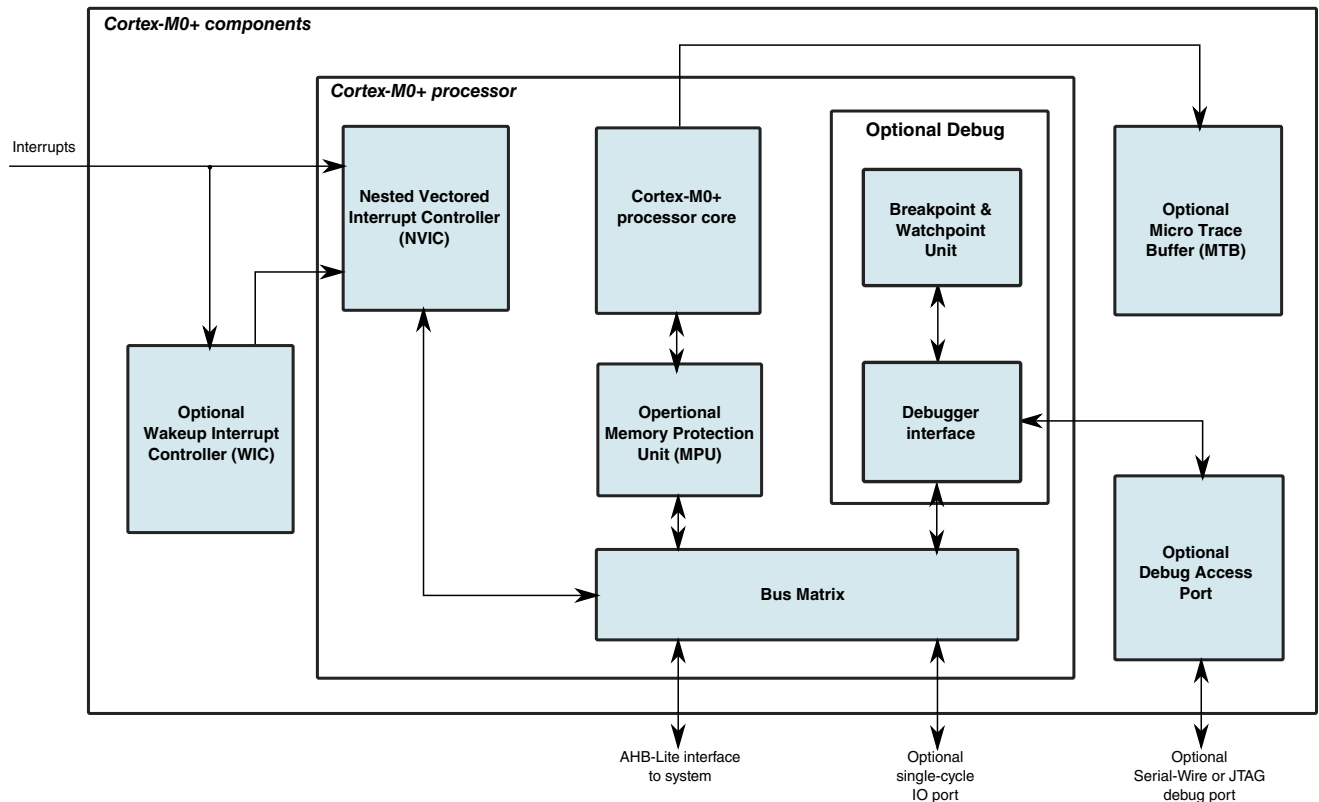 Cortex-M0+ components
Cortex-M0+ processor
Interrupts
Nested Vectored
Interrupt Controller
(NVIC)
Cortex-M0+
processor core
Optional Debug
Breakpoint &
Watchpoint
Unit
Optional
Micro Trace
Buffer (MTB)
Optional
Wakeup Interrupt
Controller (WIC)
Opertional
Memory Protection
Unit (MPU)
Debugger
interface
Optional
Debug Access
Port
Bus Matrix
AHB-Lite interface
to system
Optional
single-cycle
IO port
Optional
Serial-Wire or JTAG
debug port